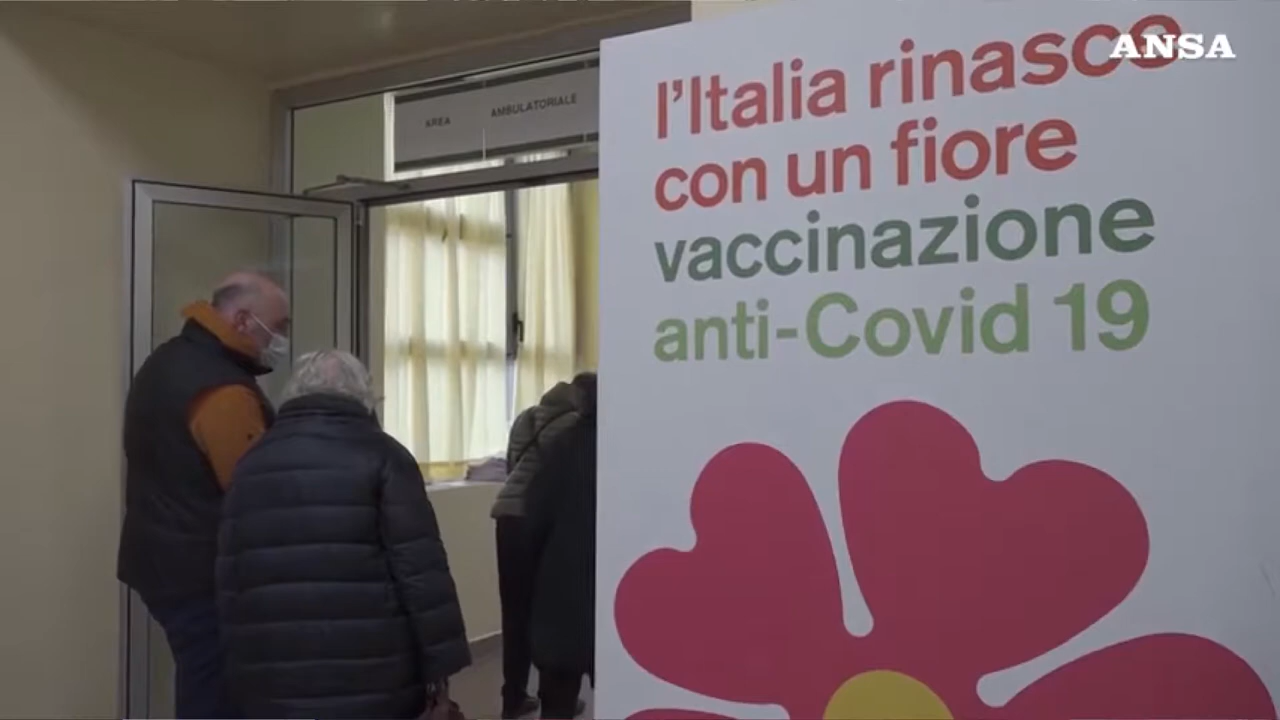 ANSA
l'Italia rinasce
con un fiore
vaccinazione
anti-Covid 19
AREA AMBULATORIALE